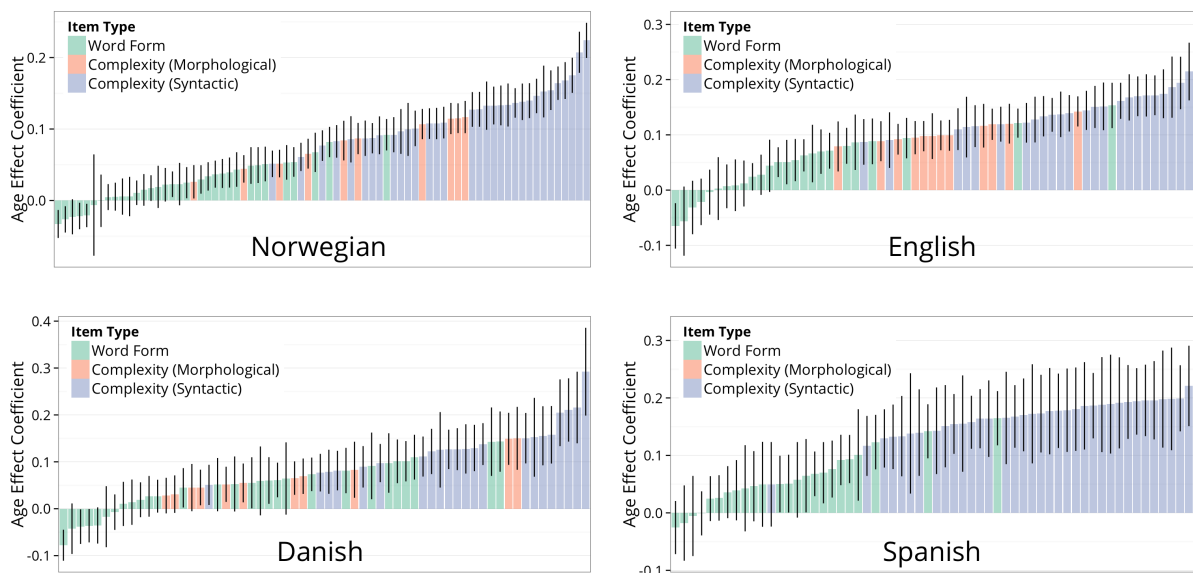 Item Type
Word Form
Complexity (Morphological)
Complexity (Syntactic)
Age Effect Coefficient
0.2
0.1
0.0
Norwegian
Item Type
Word Form
Complexity (Morphological)
Complexity (Syntactic)
Age Effect Coefficient
0.3
0.2
0.1
0.0
-0.1
English
Item Type
Word Form
Complexity (Morphological)
Complexity (Syntactic)
Age Effect Coefficient
0.4
0.3
0.2
0.1
0.0
-0.1
Danish
Item Type
Word Form
Complexity (Morphological)
Complexity (Syntactic)
Age Effect Coefficient
0.3
0.2
0.1
0.0
-0.1
Spanish